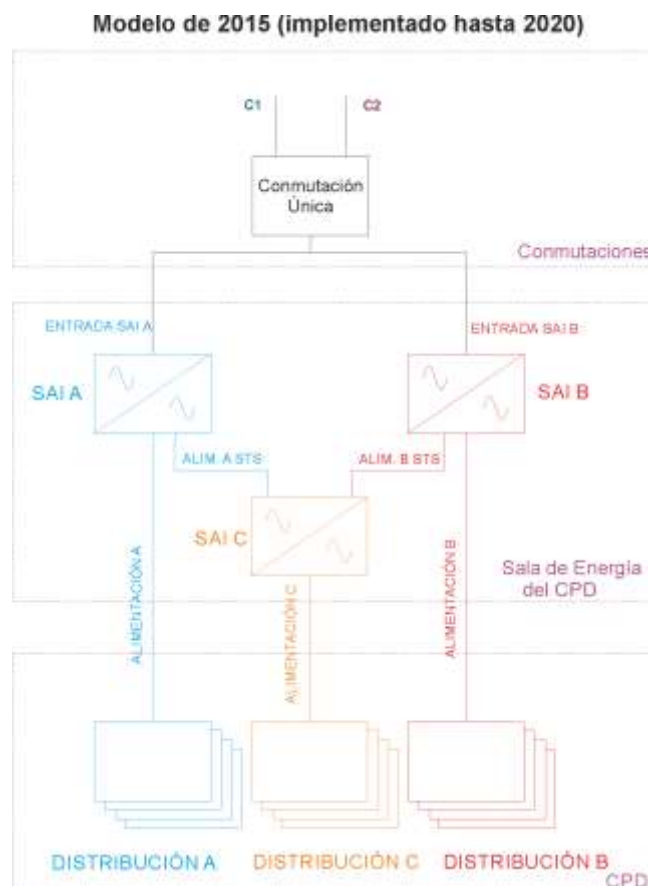 Modelo de 2015 (implementado hasta 2020)
C1
C2
Conmutación
Única
Conmutaciones
ENTRADA SAI A
ENTRADA SAI B
SAI A
SAI B
ALIM. A STS
ALIM. B STS
SAI C
ALIMENTACIÓN A
ALIMENTACIÓN C
ALIMENTACIÓN B
Sala de Energía
del CPD
DISTRIBUCIÓN A
DISTRIBUCIÓN C
DISTRIBUCIÓN B
CPD